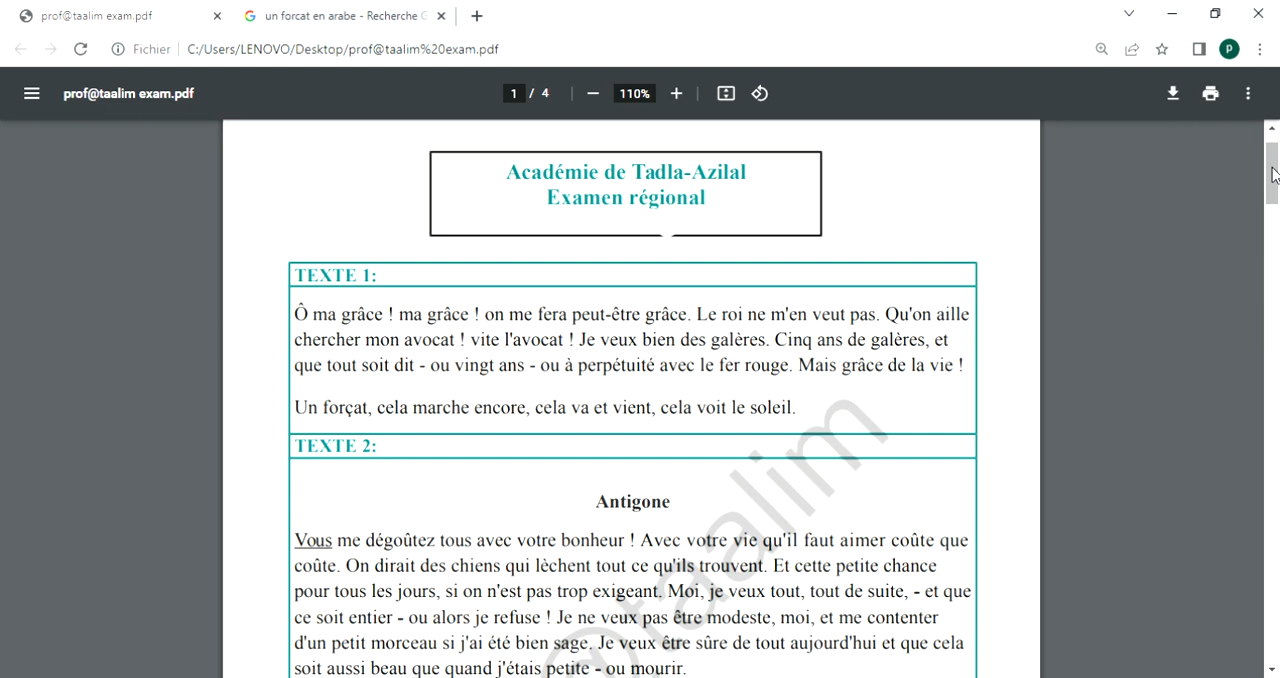 prof@taalim exam.pdf
un forcat en arabe - Recherche G
Fichier
C:/Users/LENOVO/Desktop/prof@taalim%20exam.pdf
P
prof@taalim exam.pdf
1 / 4
110%
Académie de Tadla-Azilal
Examen régional
TEXTE 1:
Ô ma grâce ! ma grâce ! on me fera peut-être grâce. Le roi ne m'en veut pas. Qu'on aille
chercher mon avocat ! vite l'avocat ! Je veux bien des galères. Cinq ans de galères, et
que tout soit dit - ou vingt ans - ou à perpétuité avec le fer rouge. Mais grâce de la vie !
Un forçat, cela marche encore, cela va et vient, cela voit le soleil.
TEXTE 2:
Antigone
Vous me dégoûtez tous avec votre bonheur ! Avec votre vie qu'il faut aimer coûte que
coûte. On dirait des chiens qui lèchent tout ce qu'ils trouvent. Et cette petite chance
pour tous les jours, si on n'est pas trop exigeant. Moi, je veux tout, tout de suite, - et que
ce soit entier - ou alors je refuse ! Je ne veux pas être modeste, moi, et me contenter
d'un petit morceau si j'ai été bien sage. Je veux être sûre de tout aujourd'hui et que cela
soit aussi beau que quand j'étais petite - ou mourir.
@taalim